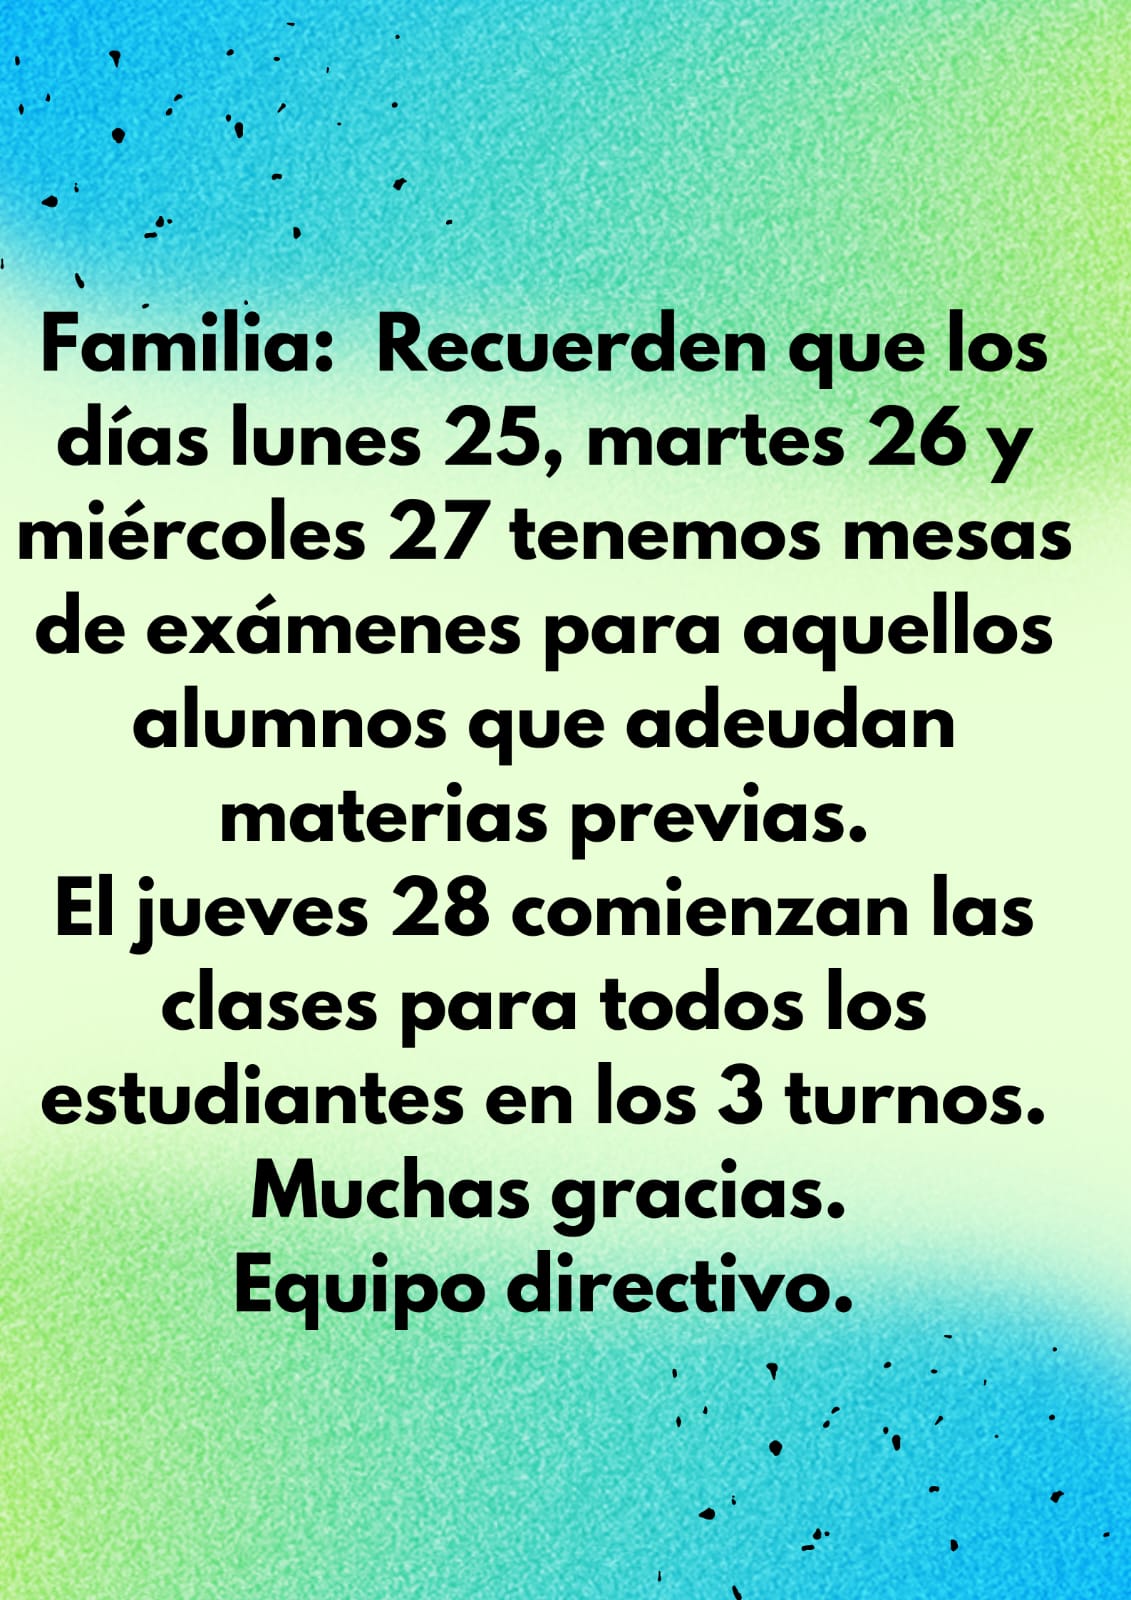 Familia: Recuerden que los
días lunes 25, martes 26 y
miércoles 27 tenemos mesas
de exámenes para aquellos
alumnos que adeudan
materias previas.
El jueves 28 comienzan las
clases para todos los
estudiantes en los 3 turnos.
Muchas gracias.
Equipo directivo.